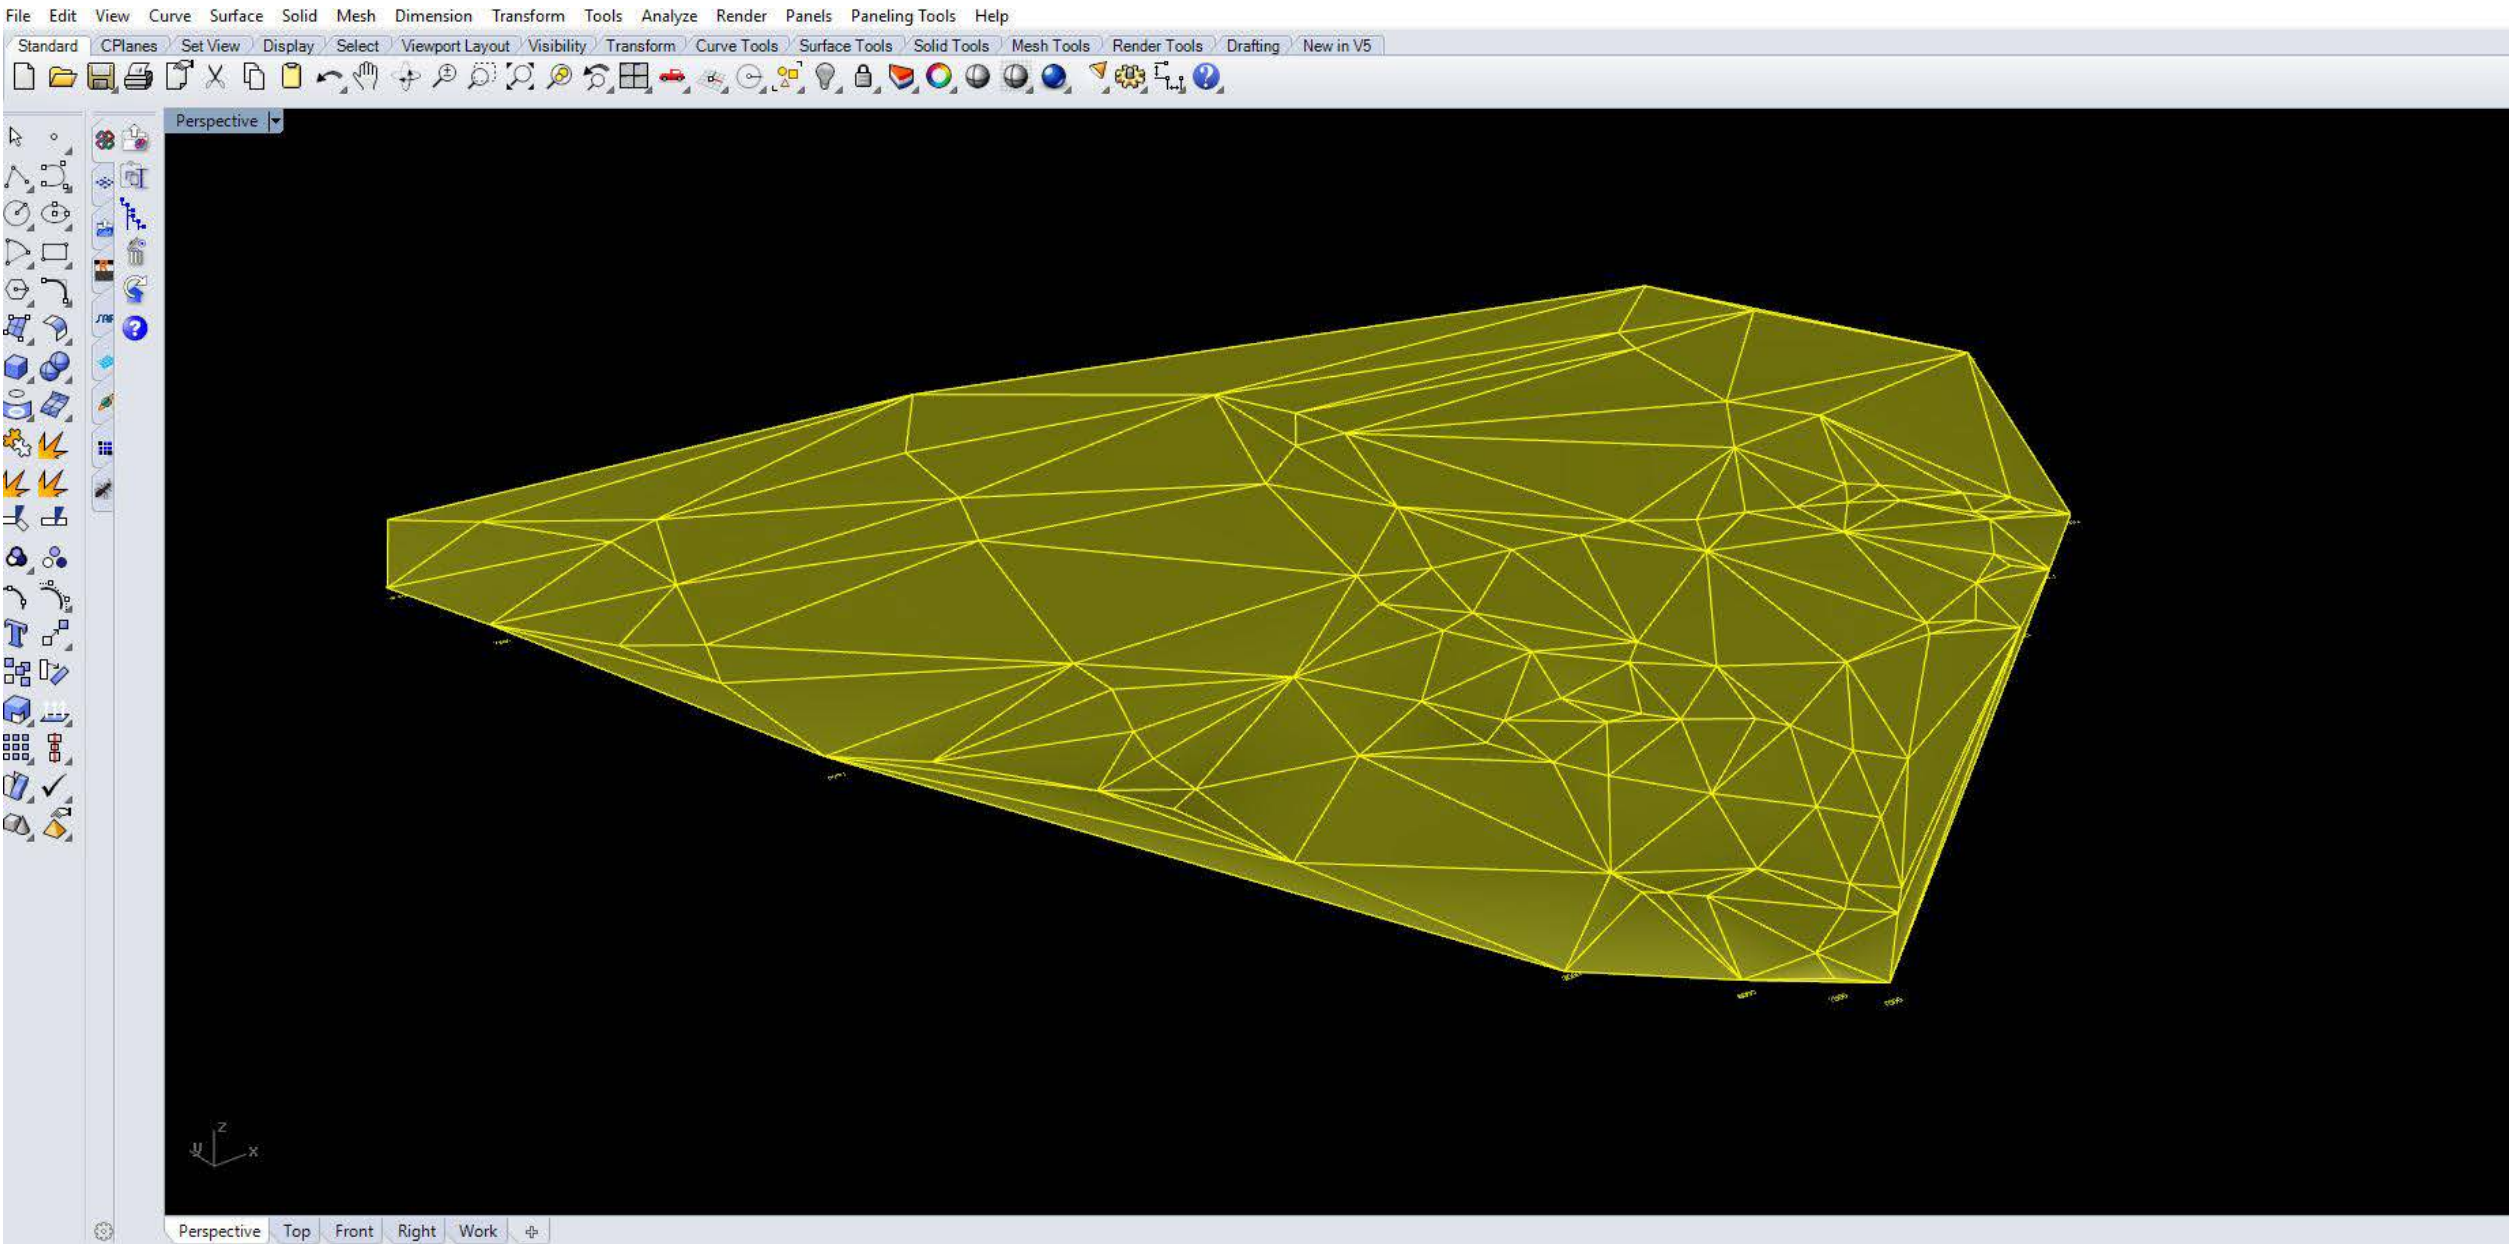 File Edit View Curve Surface Solid Mesh Dimension Transform Tools Analyze Render Panels Paneling Tools Help
Standard CPlanes Set View Display Select Viewport Layout Visibility Transform Curve Tools Surface Tools Solid Tools Mesh Tools Render Tools Drafting New in V5
Perspective
z
x
Perspective Top Front Right Work